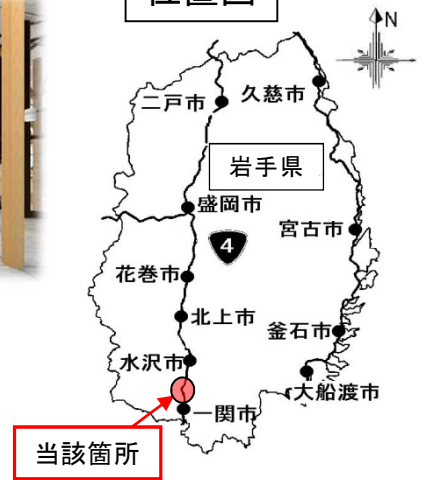 位置図
N
二戸市
久慈市
岩手県
盛岡市
宮古市
4
花巻市
北上市
釜石市
水沢市
大船渡市
一関市
当該箇所